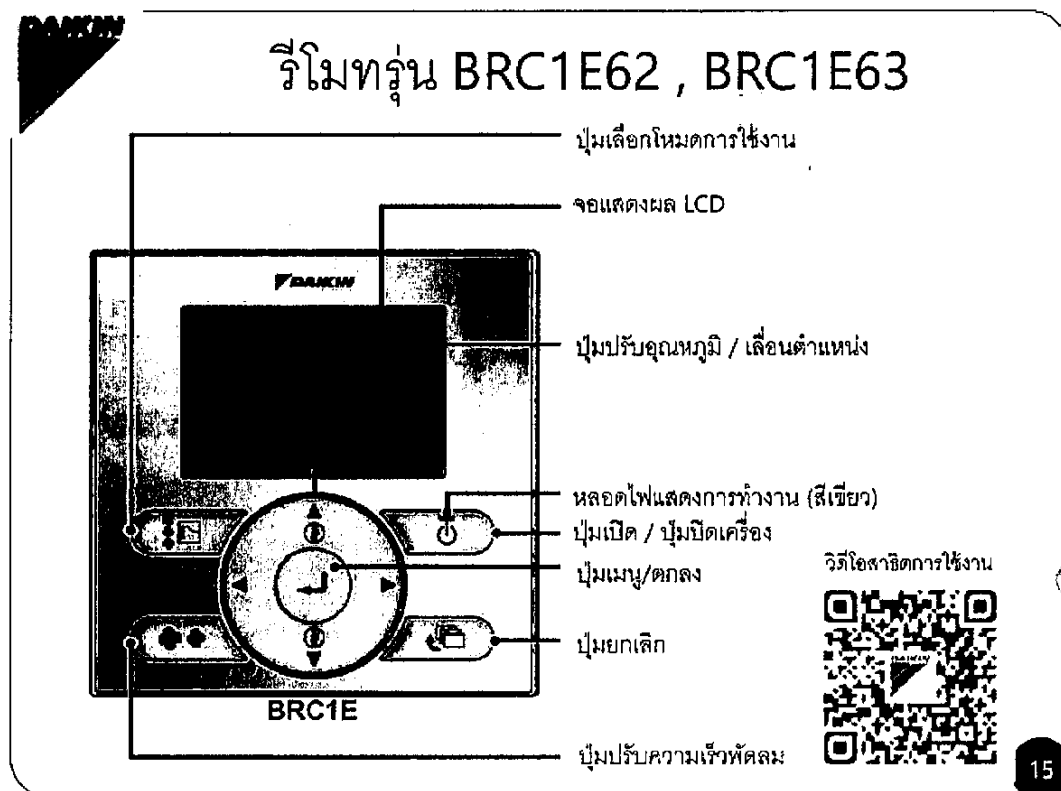 DAIKIN
รีโมทรุ่น BRC1E62 , BRC1E63
ปุ่มเลือกโหมดการใช้งาน
จอแสดงผล LCD
DAIKIN
ปุ่มปรับอุณหภูมิ / เลื่อนตำแหน่ง
หลอดไฟแสดงการทำงาน (สีเขียว)
ปุ่มเปิด / ปุ่มปิดเครื่อง
ปุ่มเมนู/ตกลง
วิดีโอสาธิตการใช้งาน
DAIKIN
ปุ่มยกเลิก
BRC1E
ปุ่มปรับความเร็วพัดลม
15